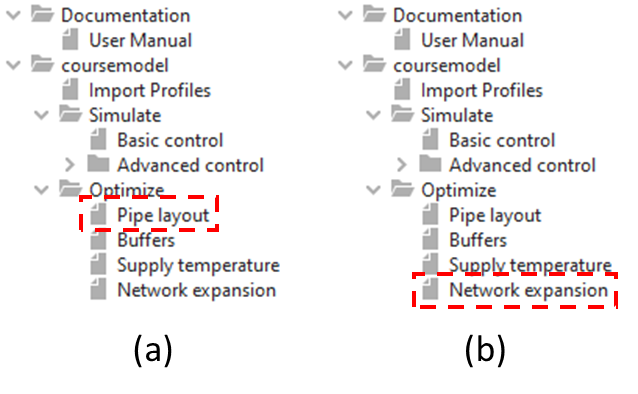 Documentation
User Manual
coursemodel
Import Profiles
Simulate
Basic control
Advanced control
Optimize
Pipe layout
Buffers
Supply temperature
Network expansion
(a)
Documentation
User Manual
coursemodel
Import Profiles
Simulate
Basic control
Advanced control
Optimize
Pipe layout
Buffers
Supply temperature
Network expansion
(b)